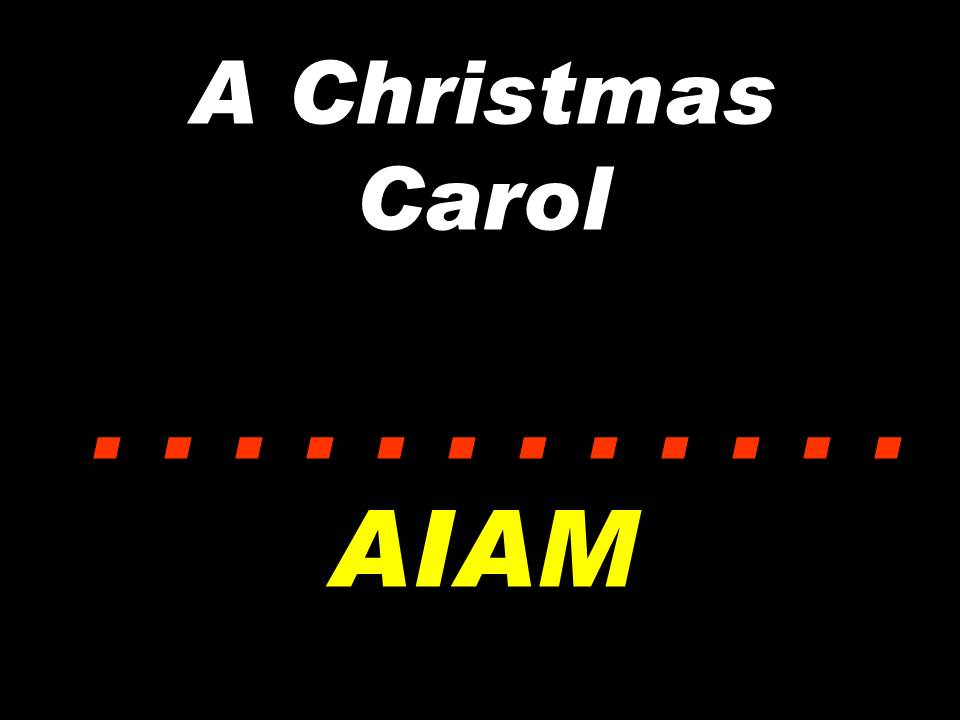 A Christmas
Carol
. . . . . . . . . . . .
AIAM